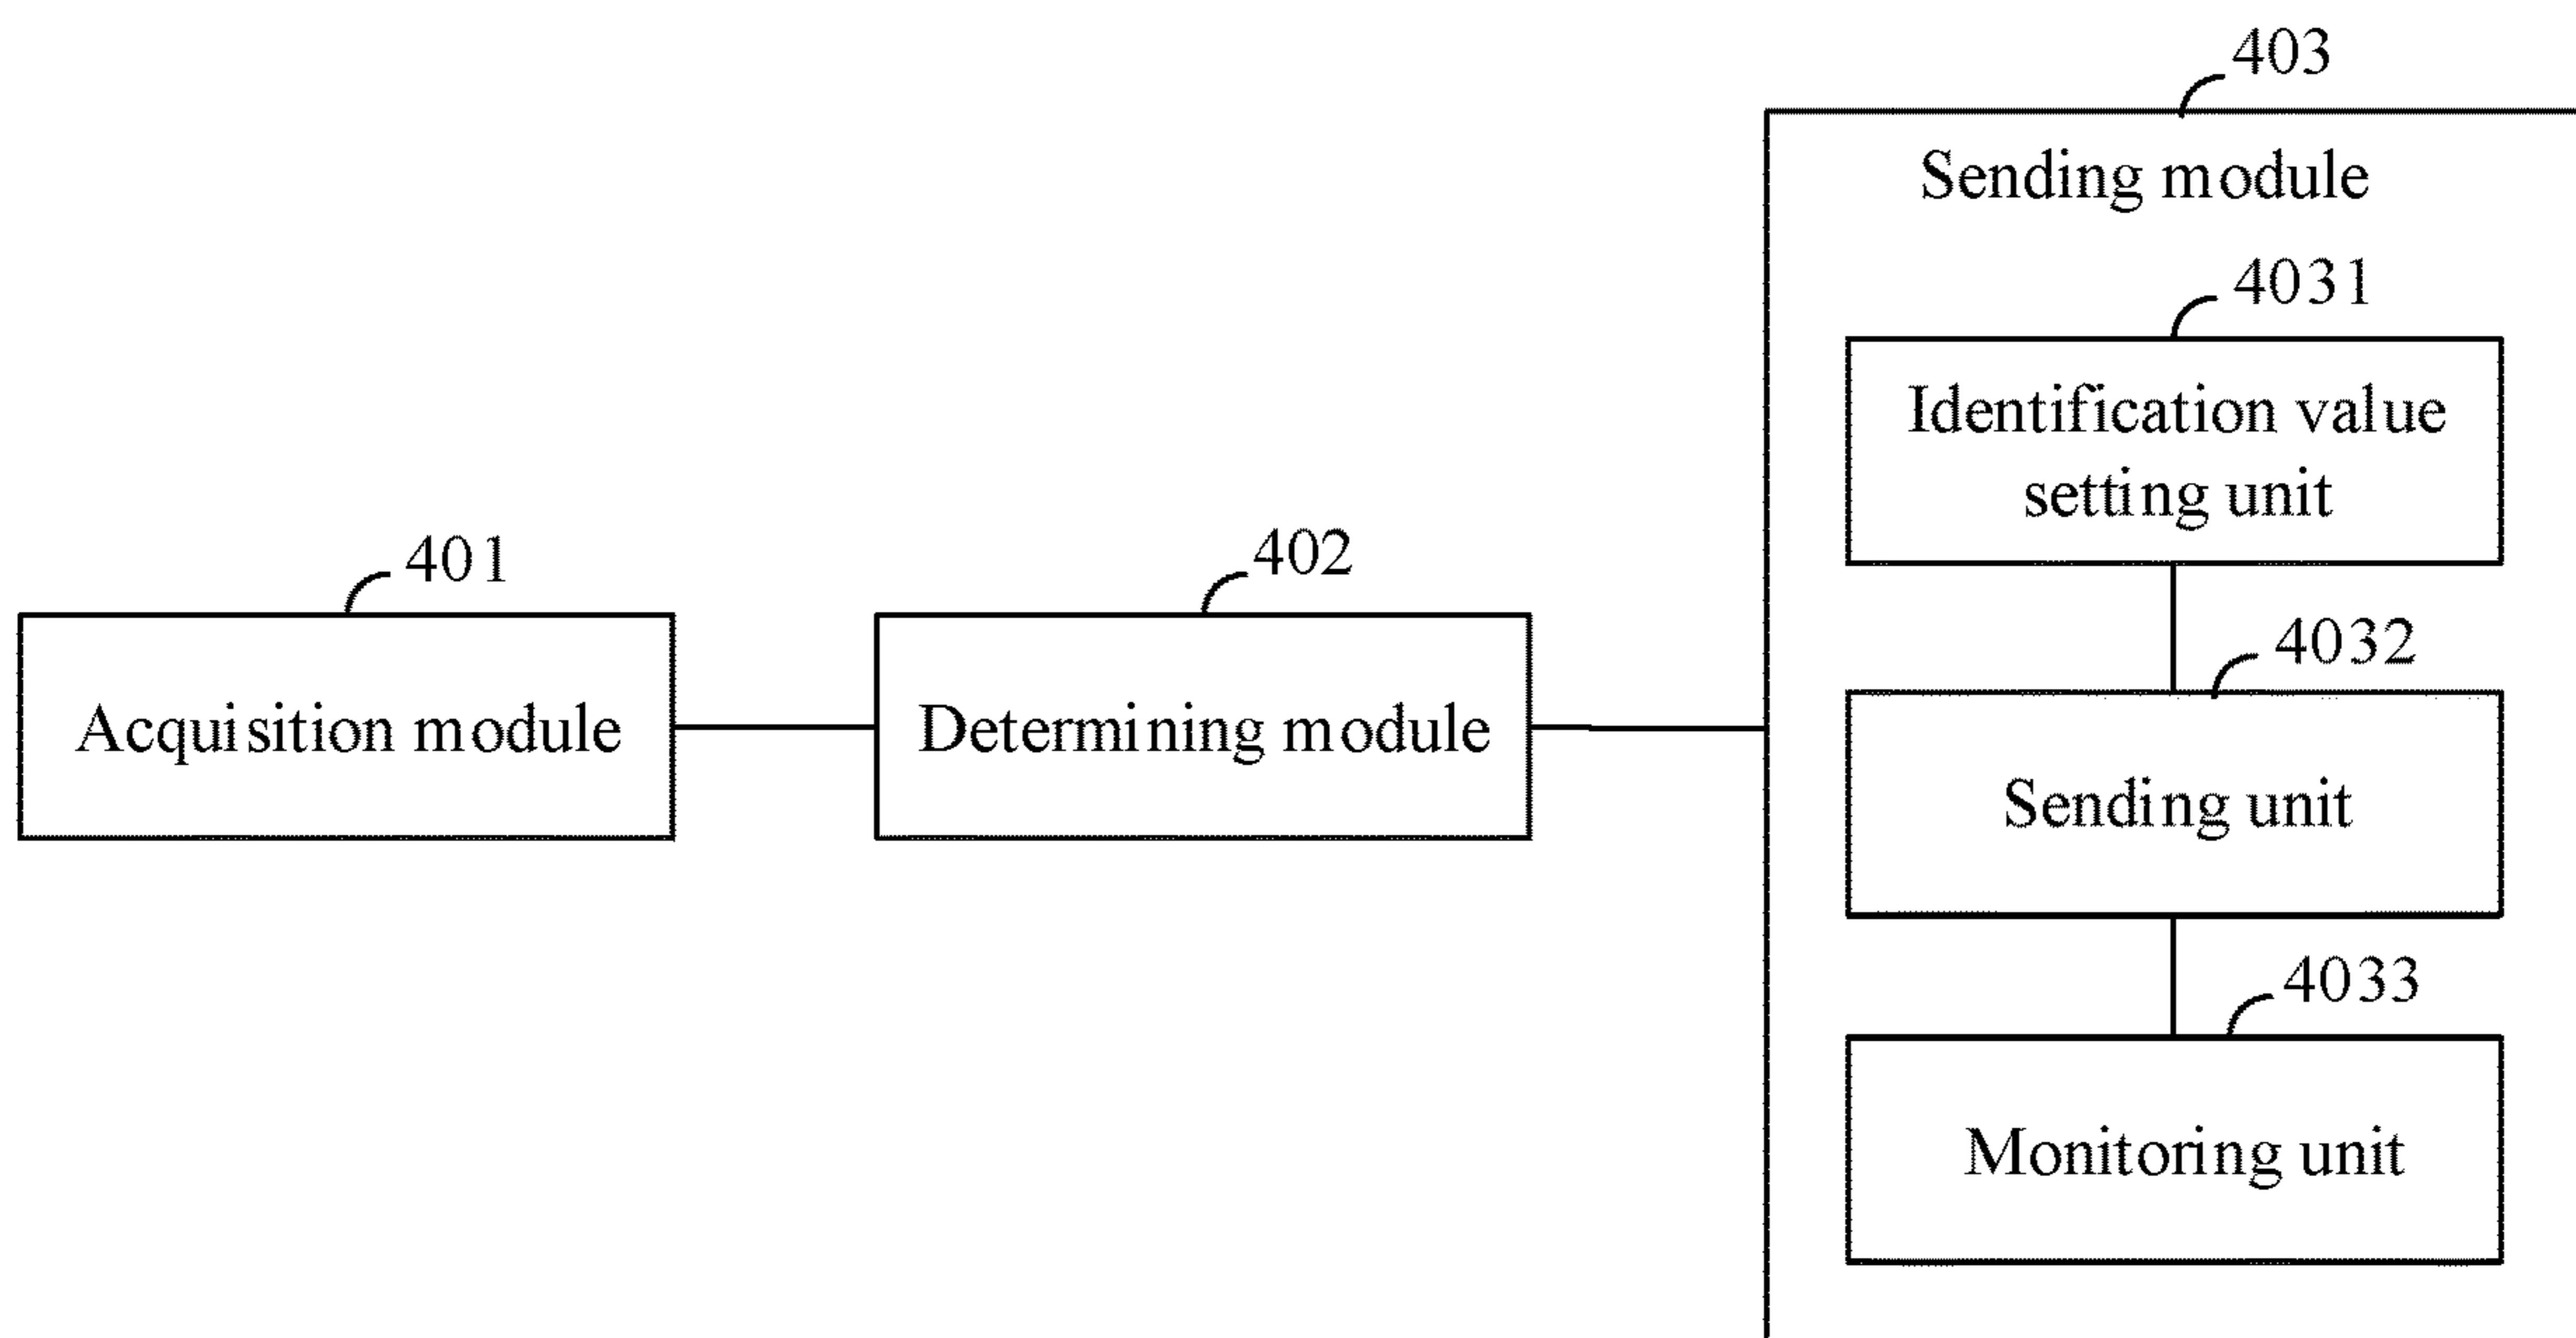 403
Sending module
4031
Identification value
setting unit
401
402
4032
Acquisition module
Determining module
Sending unit
4033
Monitoring unit